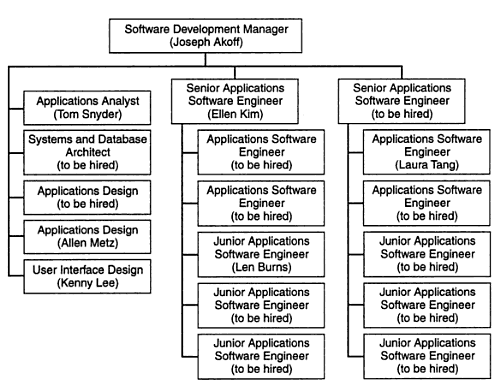 Software Development Manager
(Joseph Akoff)
Applications Analyst
(Tom Snyder)
Systems and Database
Architect
(to be hired)
Applications Design
(to be hired)
Applications Design
(Allen Metz)
User Interface Design
(Kenny Lee)
Senior Applications
Software Engineer
(Ellen Kim)
Applications Software
Engineer
(to be hired)
Applications Software
Engineer
(to be hired)
Junior Applications
Software Engineer
(Len Burns)
Junior Applications
Software Engineer
(to be hired)
Junior Applications
Software Engineer
(to be hired)
Senior Applications
Software Engineer
(to be hired)
Applications Software
Engineer
(Laura Tang)
Applications Software
Engineer
(to be hired)
Junior Applications
Software Engineer
(to be hired)
Junior Applications
Software Engineer
(to be hired)
Junior Applications
Software Engineer
(to be hired)